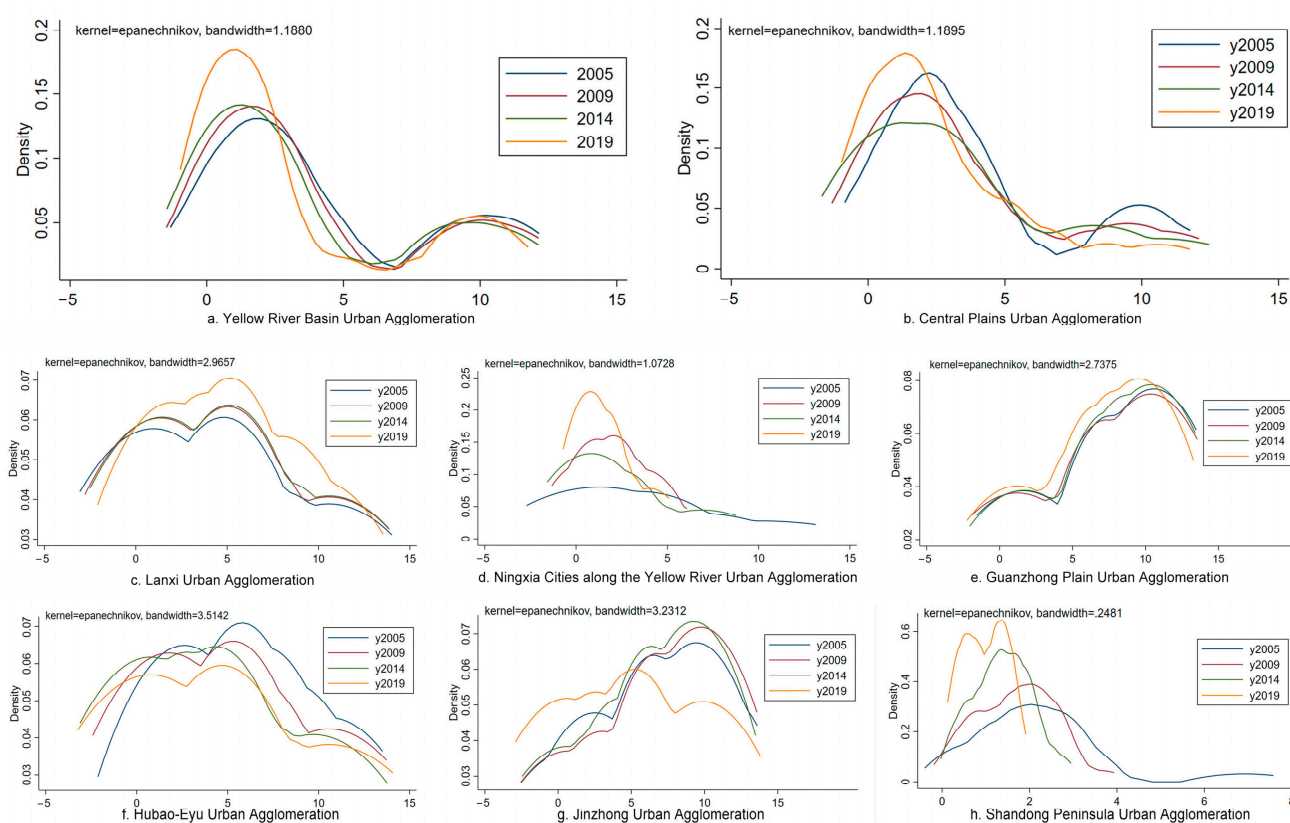 kernel=epanechnikov, bandwidth=1.1880
0.2
0.15
0.1
0.05
Density
2005
2009
2014
2019
−5 0 5 10 15
a. Yellow River Basin Urban Agglomeration
kernel=epanechnikov, bandwidth=1.1895
0.2
0.15
0.1
0.05
0
Density
y2005
y2009
y2014
y2019
−5 0 5 10 15
b. Central Plains Urban Agglomeration
kernel=epanechnikov, bandwidth=2.9657
0.07
0.06
0.05
0.04
0.03
Density
y2005
y2009
y2014
y2019
−5 0 5 10 15
c. Lanxi Urban Agglomeration
kernel=epanechnikov, bandwidth=1.0728
0.25
0.20
0.15
0.10
0.05
0
Density
y2005
y2009
y2014
y2019
−5 0 5 10 15
d. Ningxia Cities along the Yellow River Urban Agglomeration
kernel=epanechnikov, bandwidth=2.7375
0.08
0.06
0.04
0.02
Density
y2005
y2009
y2014
y2019
−5 0 5 10 15
e. Guanzhong Plain Urban Agglomeration
kernel=epanechnikov, bandwidth=3.5142
0.07
0.06
0.05
0.04
0.03
Density
y2005
y2009
y2014
y2019
−5 0 5 10 15
f. Hubao-Eyu Urban Agglomeration
kernel=epanechnikov, bandwidth=3.2312
0.07
0.06
0.05
0.04
0.03
Density
y2005
y2009
y2014
y2019
−5 0 5 10 15
g. Jinzhong Urban Agglomeration
kernel=epanechnikov, bandwidth=.2481
0.6
0.4
0.2
0
Density
y2005
y2009
y2014
y2019
0 2 4 6 8
h. Shandong Peninsula Urban Agglomeration